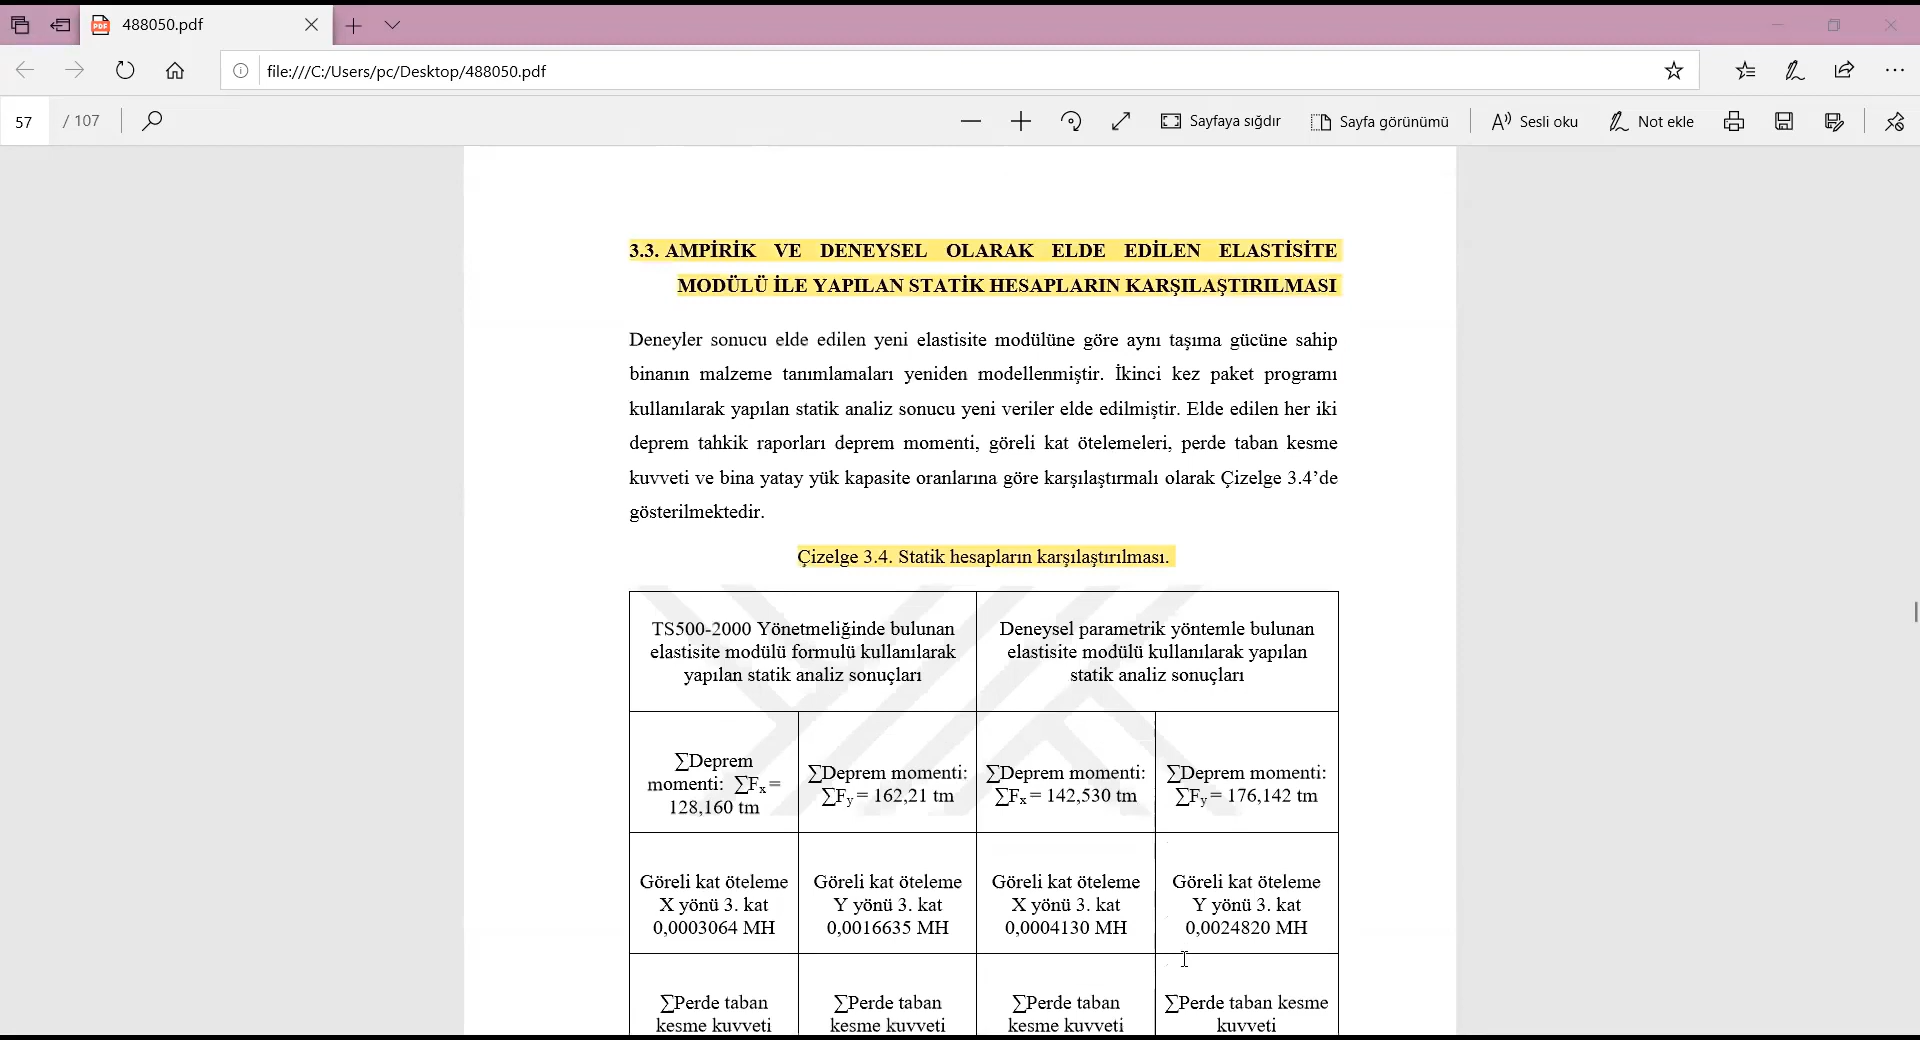 488050.pdf
file:///C:/Users/pc/Desktop/488050.pdf
57 / 107
Sayfaya sığdır
Sayfa görünümü
Sesli oku
Not ekle
3.3. AMPİRİK VE DENEYSEL OLARAK ELDE EDİLEN ELASTİSİTE
MODÜLÜ İLE YAPILAN STATİK HESAPLARIN KARŞILAŞTIRILMASI
Deneyler sonucu elde edilen yeni elastisite modülüne göre aynı taşıma gücüne sahip
binanın malzeme tanımlamaları yeniden modellenmiştir. İkinci kez paket programı
kullanılarak yapılan statik analiz sonucu yeni veriler elde edilmiştir. Elde edilen her iki
deprem tahkik raporları deprem momenti, göreli kat ötelemeleri, perde taban kesme
kuvveti ve bina yatay yük kapasite oranlarına göre karşılaştırmalı olarak Çizelge 3.4’de
gösterilmektedir.
Çizelge 3.4. Statik hesapların karşılaştırılması.
TS500-2000 Yönetmeliğinde bulunan
elastisite modülü formulü kullanılarak
yapılan statik analiz sonuçları
Deneysel parametrik yöntemle bulunan
elastisite modülü kullanılarak yapılan
statik analiz sonuçları
∑Deprem
momenti: ∑Fx =
128,160 tm
∑Deprem momenti:
∑Fy = 162,21 tm
∑Deprem momenti:
∑Fx = 142,530 tm
∑Deprem momenti:
∑Fy = 176,142 tm
Göreli kat öteleme
X yönü 3. kat
0,0003064 MH
Göreli kat öteleme
Y yönü 3. kat
0,0016635 MH
Göreli kat öteleme
X yönü 3. kat
0,0004130 MH
Göreli kat öteleme
Y yönü 3. kat
0,0024820 MH
∑Perde taban
kesme kuvveti
∑Perde taban
kesme kuvveti
∑Perde taban
kesme kuvveti
∑Perde taban kesme
kuvveti